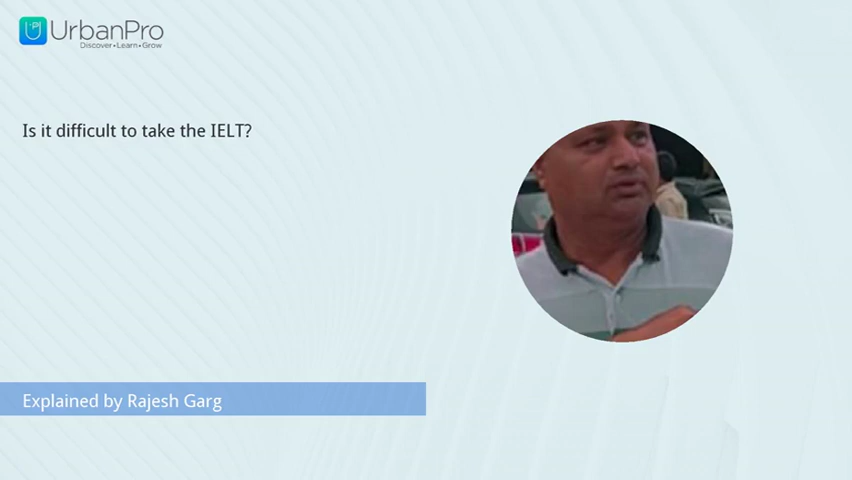 UrbanPro
Discover•Learn•Grow
Is it difficult to take the IELT?
Explained by Rajesh Garg